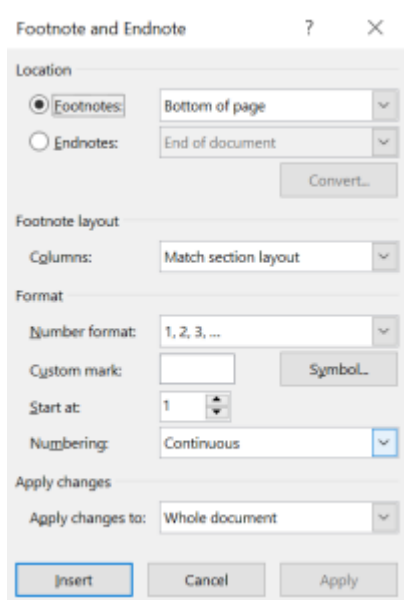 Footnote and Endnote ?
Location
Footnotes: Bottom of page
Endnotes: End of document
Convert...
Footnote layout
Columns: Match section layout
Format
Number format: 1, 2, 3, ...
Custom mark: Symbol...
Start at: 1
Numbering: Continuous
Apply changes
Apply changes to: Whole document
Insert Cancel Apply